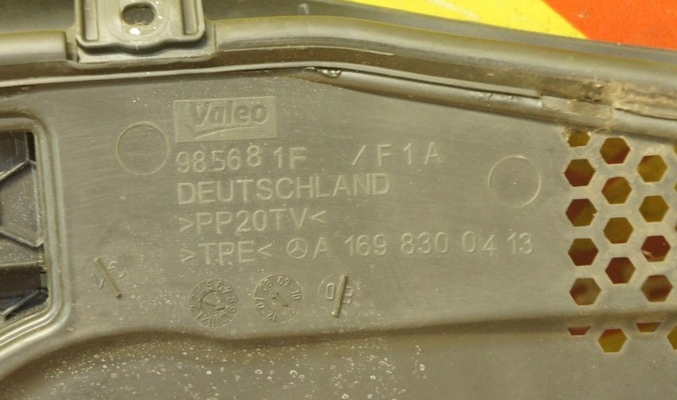 Valeo
985681F /F1A
DEUTSCHLAND
>PP20TV<
>TPE< A 169 830 04 13